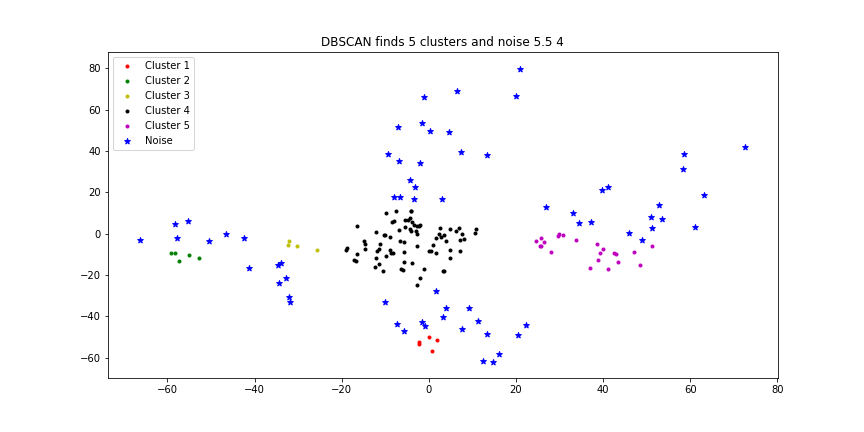 DBSCAN finds 5 clusters and noise 5.5 4
Cluster 1
Cluster 2
Cluster 3
Cluster 4
Cluster 5
Noise
80
60
40
20
0
−20
−40
−60
−60
−40
−20
0
20
40
60
80